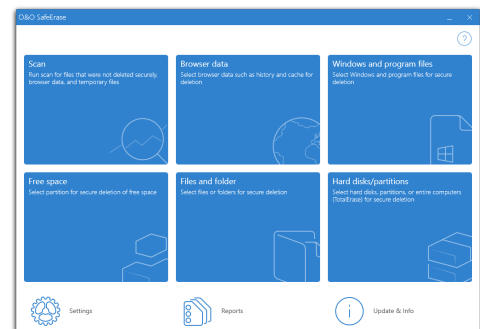 O&O SafeErase
?
Scan
Run scan for files that were not deleted securely,
browser data, and temporary files
Browser data
Select browser data such as history and cache for
deletion
Windows and program files
Select Windows and program files for secure
deletion
Free space
Select partition for secure deletion of free space
Files and folder
Select files or folders for secure deletion
Hard disks/partitions
Select hard disks, partitions, or entire computers
(TotalErase) for secure deletion
Settings
Reports
i
Update & Info